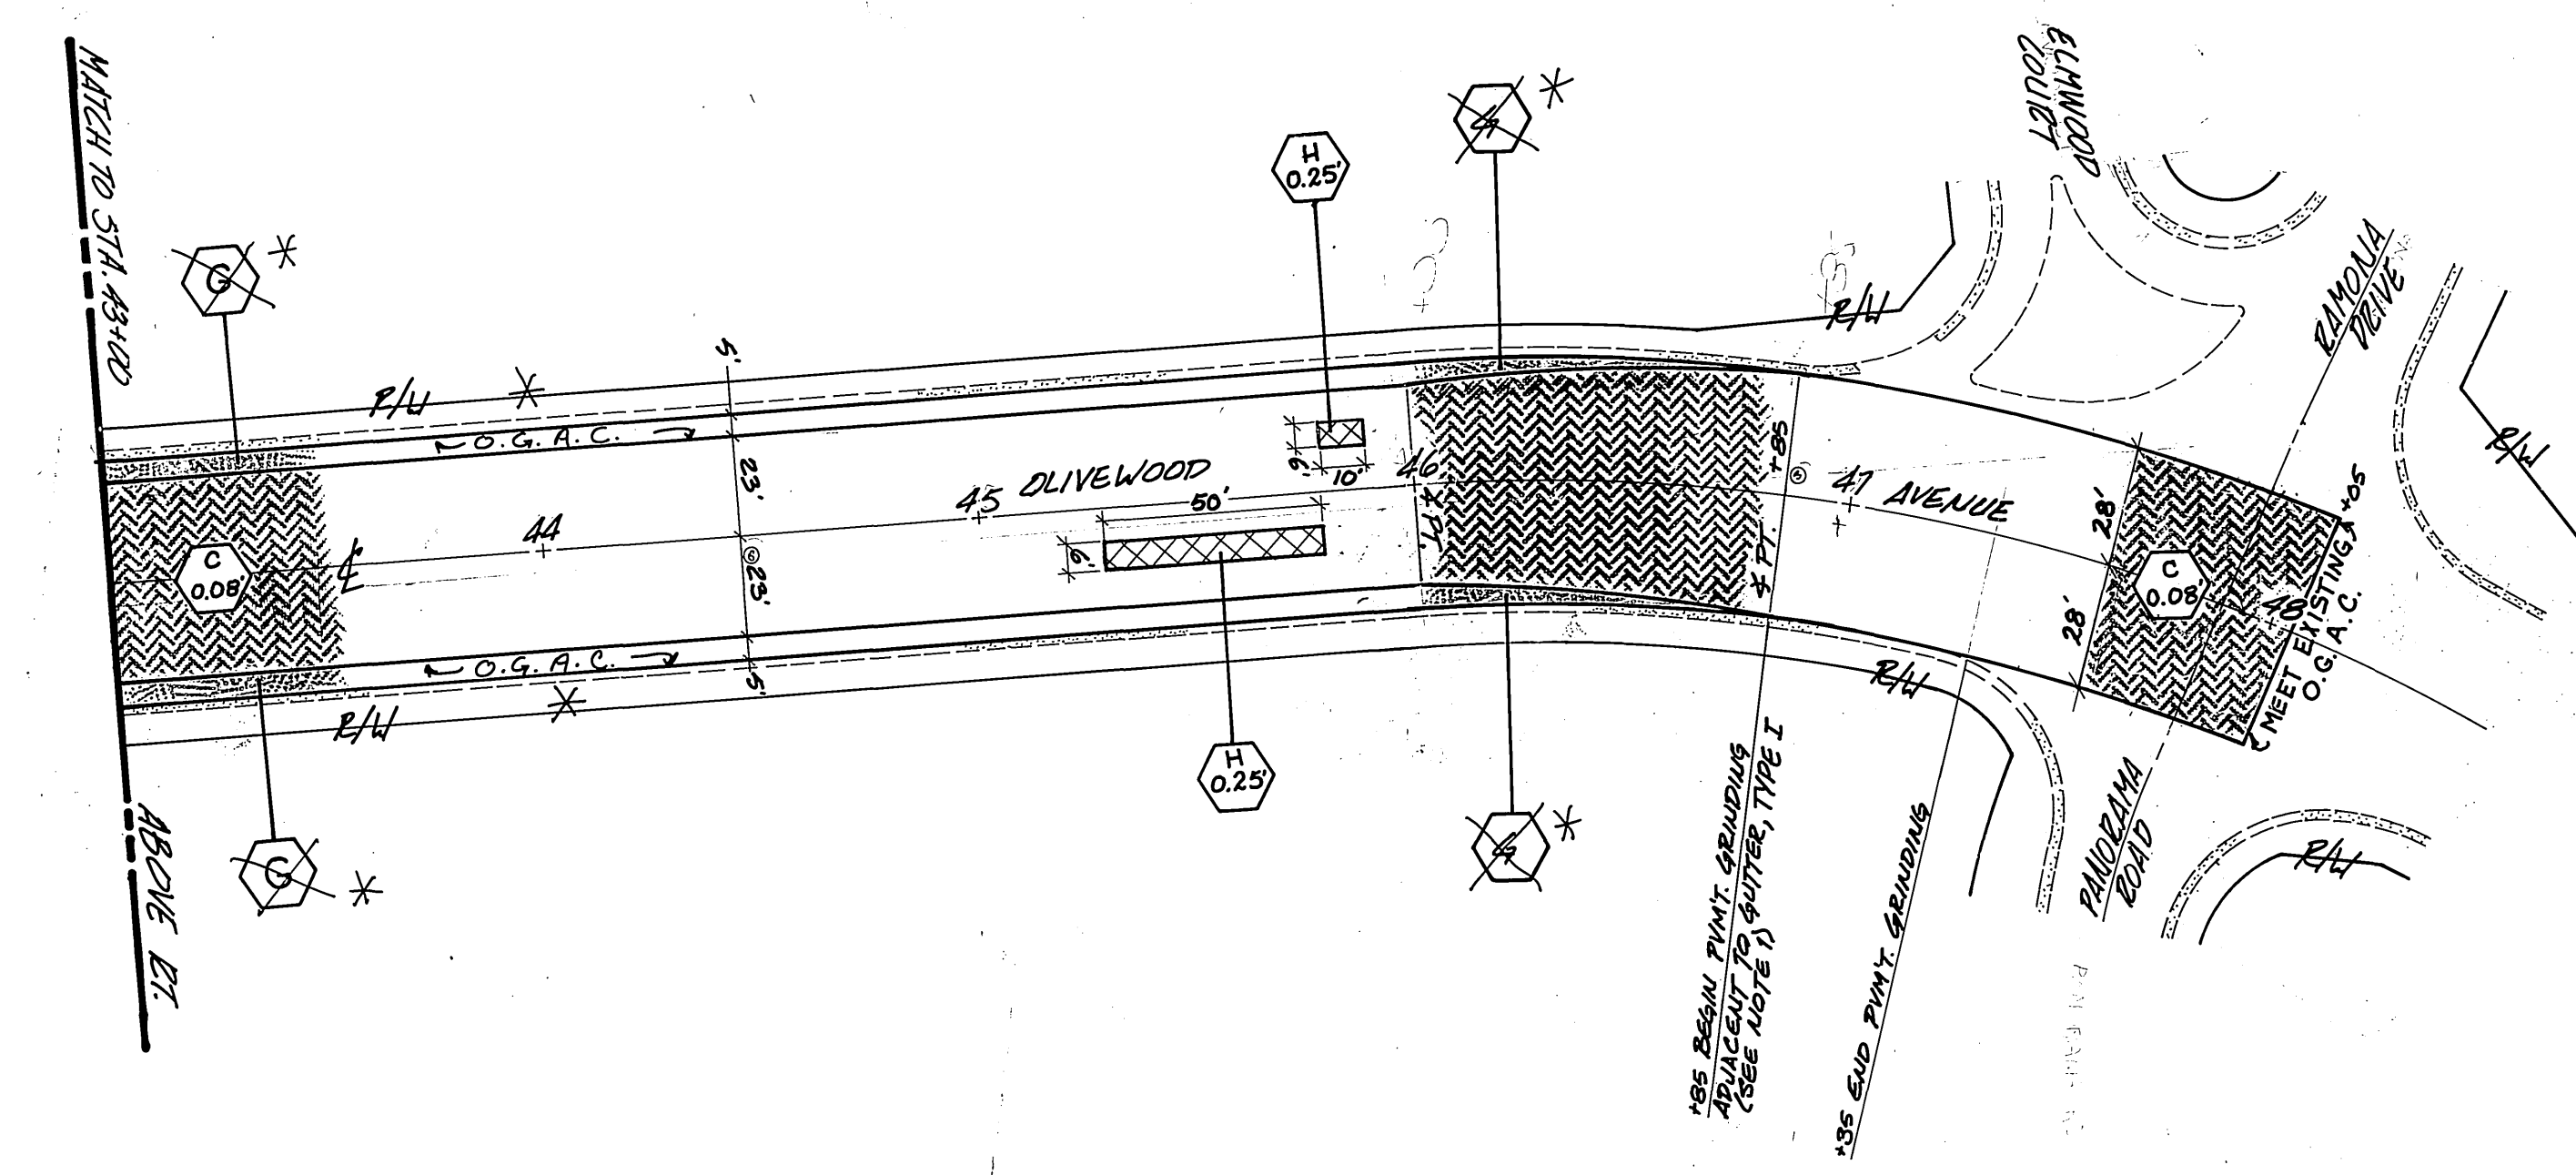 MATCH TO STA. 43+00
ABOVE RT.
G
*
R/W
*
O.G.A.C.
5'
23'
23'
5'
C
0.08'
℄
44
45
OLIVEWOOD
50'
6'
H
0.25'
6'
10'
46
G
*
+85
47
AVENUE
R/W
ELMWOOD
COURT
RAMONA
DRIVE
R/W
28'
28'
C
0.08'
48
+05
MEET EXISTING
O.G.A.C.
O.G.A.C.
R/W
*
G
*
H
0.25'
G
*
R/W
+85 BEGIN PVM'T. GRINDING
ADJACENT TO GUTTER, TYPE I
(SEE NOTE 1)
+35 END PVM'T. GRINDING
PANORAMA
ROAD
R/W